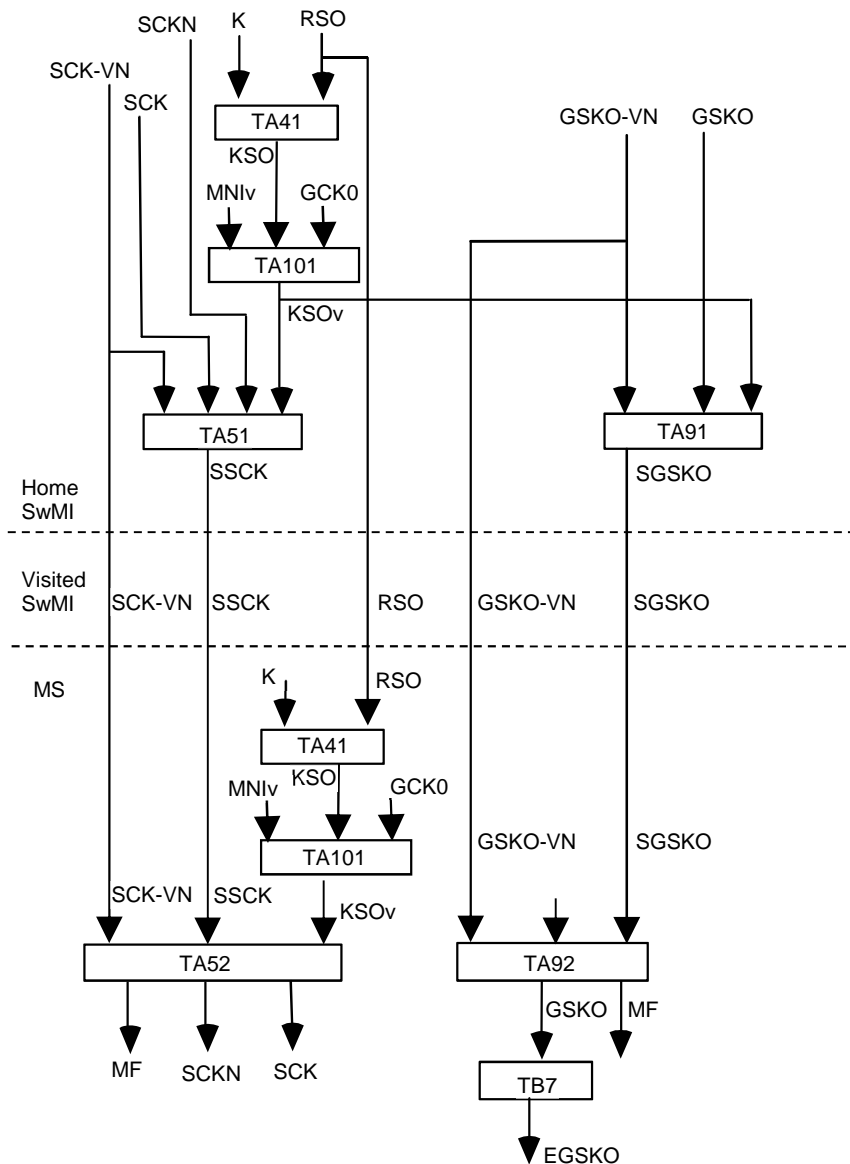 SCKN
K
RSO
SCK-VN
SCK
TA41
GSKO-VN
GSKO
KSO
MNIv
GCK0
TA101
KSOv
TA51
TA91
SSCK
SGSKO
Home
SwMI
Visited
SwMI
SCK-VN
SSCK
RSO
GSKO-VN
SGSKO
MS
K
RSO
TA41
KSO
MNIv
GCK0
TA101
GSKO-VN
SGSKO
SCK-VN
SSCK
KSOv
TA52
TA92
GSKO
MF
MF
SCKN
SCK
TB7
EGSKO